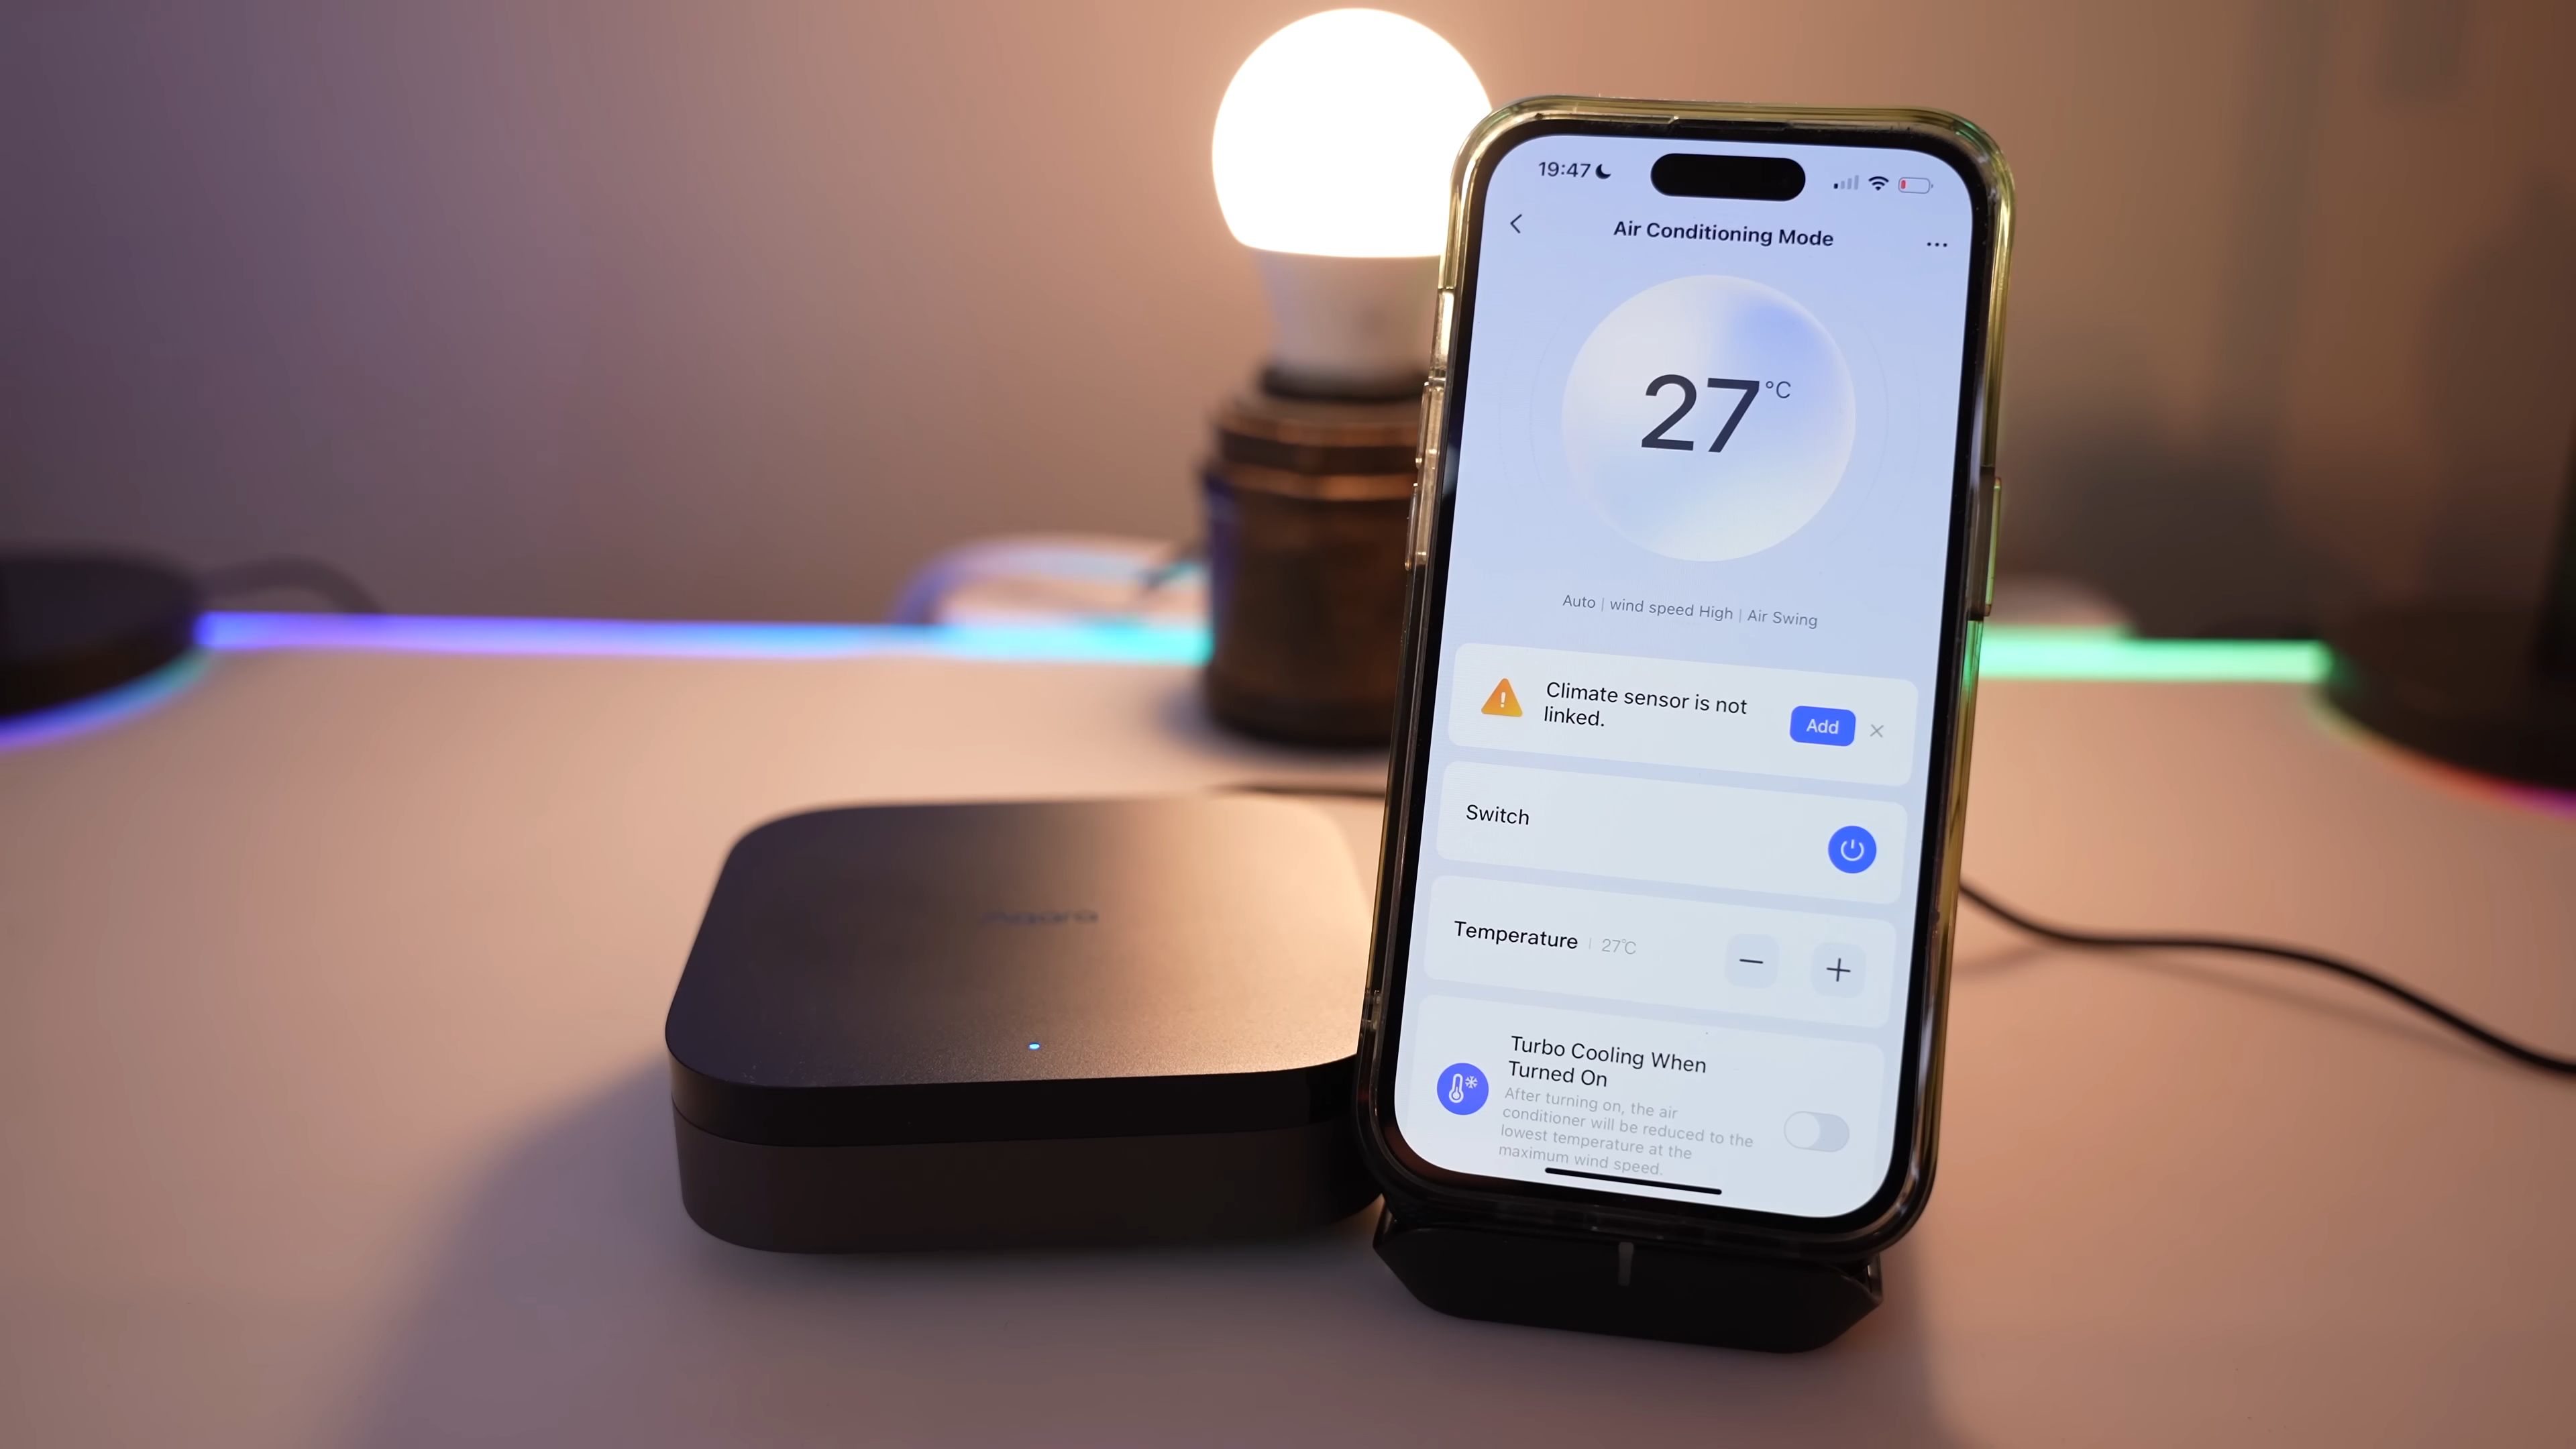 19:47
Air Conditioning Mode
27°C
Auto | wind speed High | Air Swing
Climate sensor is not
linked.
Add
Switch
Temperature | 27℃
Turbo Cooling When
Turned On
After turning on, the air
conditioner will be reduced to the
lowest temperature at the
maximum wind speed.
Aqara